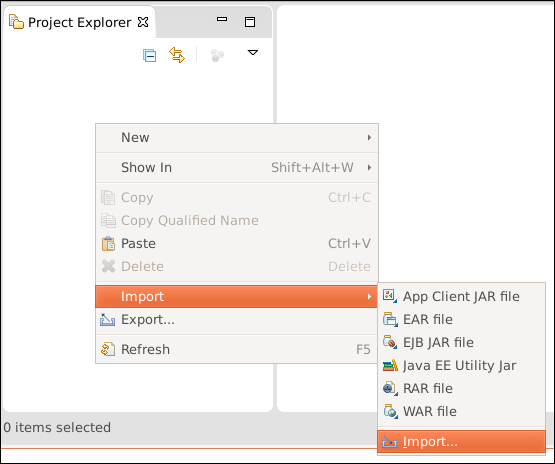 Project Explorer
New
Show In Shift+Alt+W
Copy Ctrl+C
Copy Qualified Name
Paste Ctrl+V
Delete Delete
Import
Export...
Refresh F5
App Client JAR file
EAR file
EJB JAR file
Java EE Utility Jar
RAR file
WAR file
Import...
0 items selected